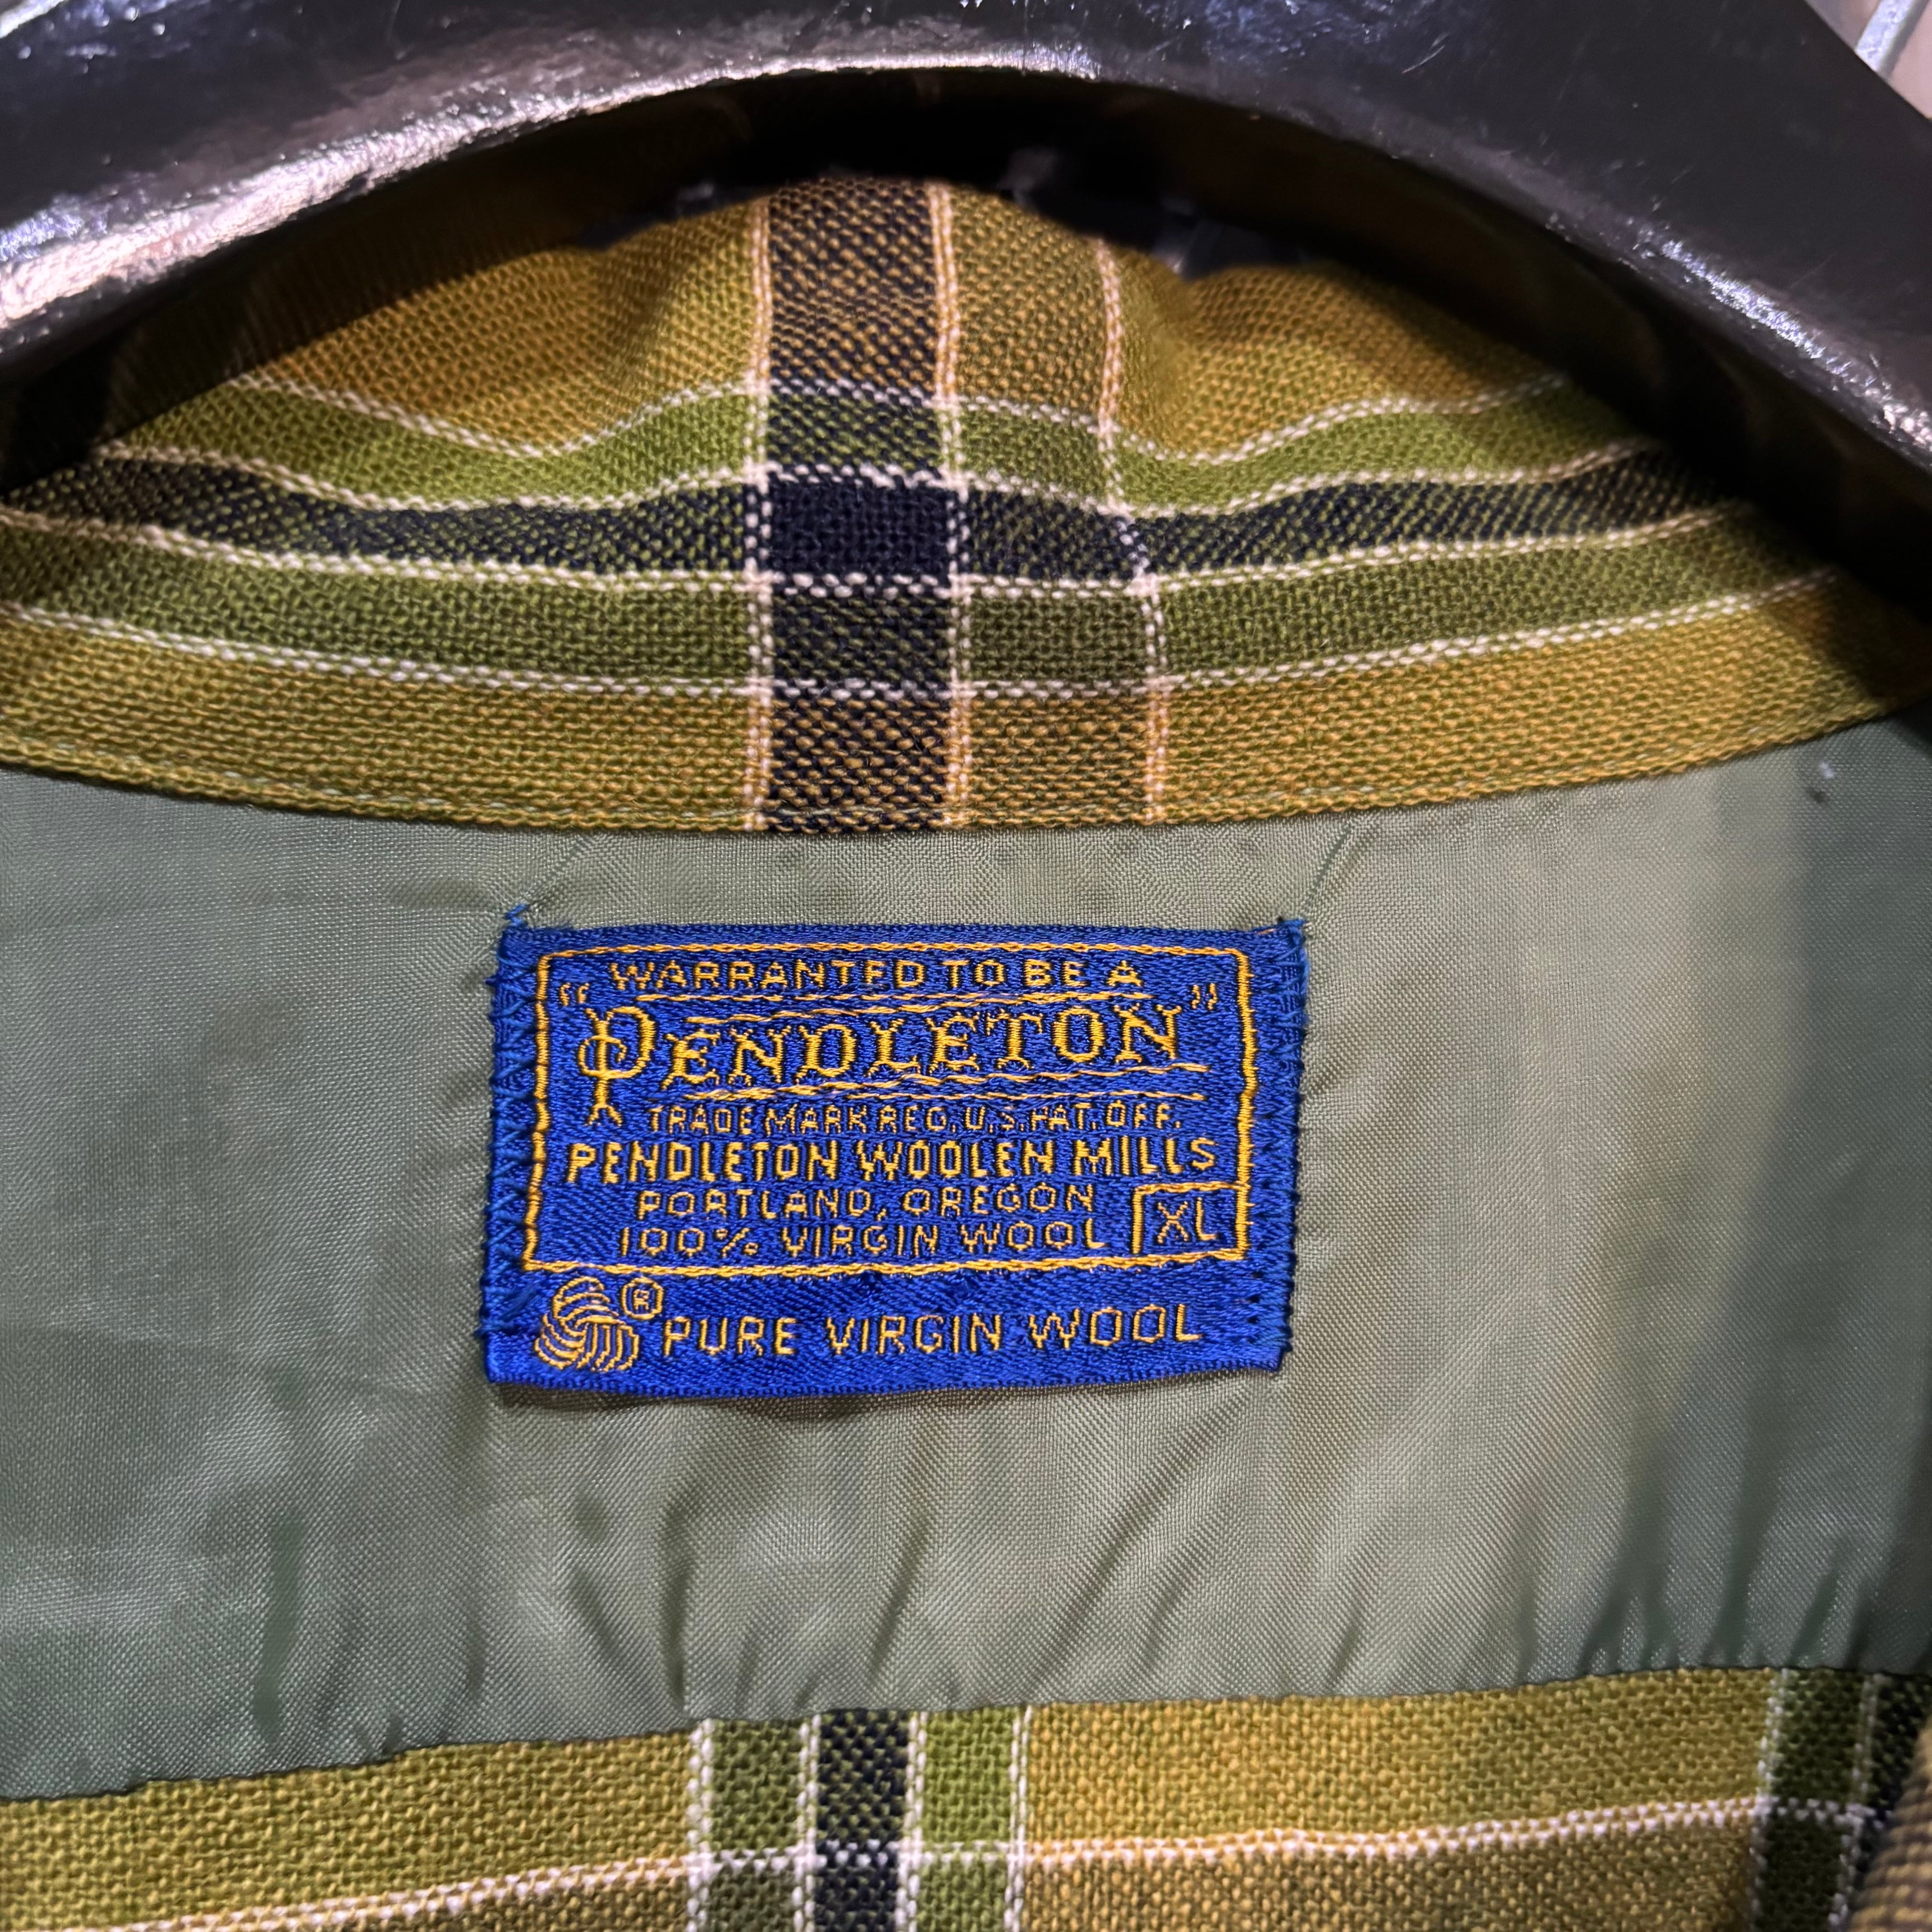 WARRANTED TO BE A
"PENDLETON"
TRADE MARK REG. U.S. PAT. OFF.
PENDLETON WOOLEN MILLS
PORTLAND, OREGON
100% VIRGIN WOOL XL
® PURE VIRGIN WOOL